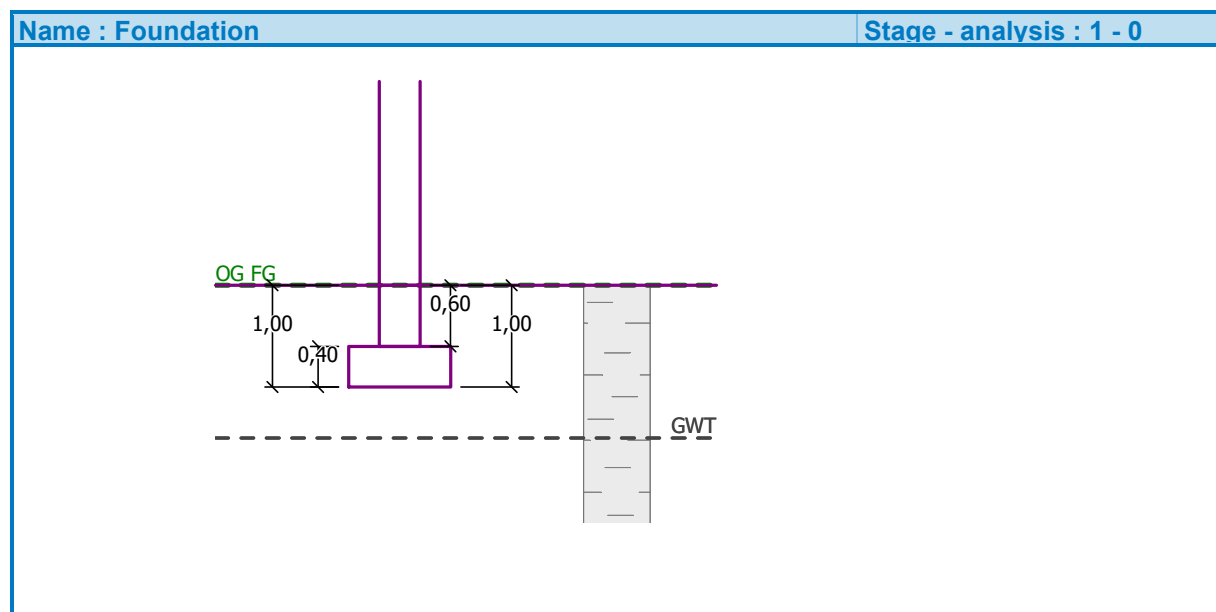 Name : Foundation Stage - analysis : 1 - 0
OG FG
0,60
1,00 1,00
0,40
GWT